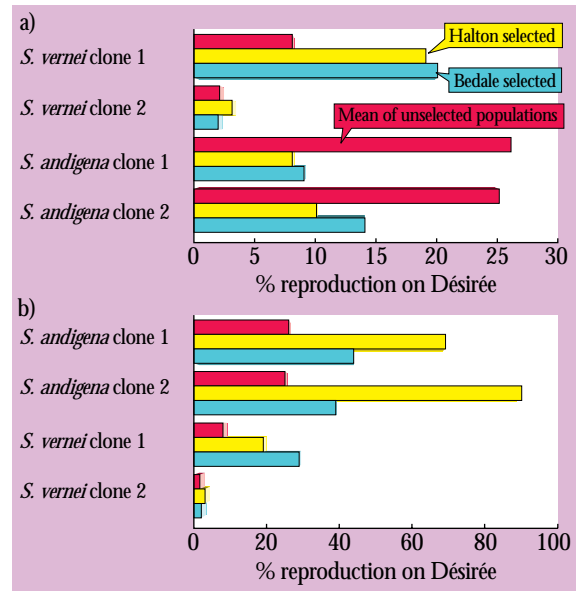 a)
S. vernei clone 1
Halton selected
Bedale selected
S. vernei clone 2
Mean of unselected populations
S. andigena clone 1
S. andigena clone 2
0 5 10 15 20 25 30
% reproduction on Désirée
b)
S. andigena clone 1
S. andigena clone 2
S. vernei clone 1
S. vernei clone 2
0 20 40 60 80 100
% reproduction on Désirée